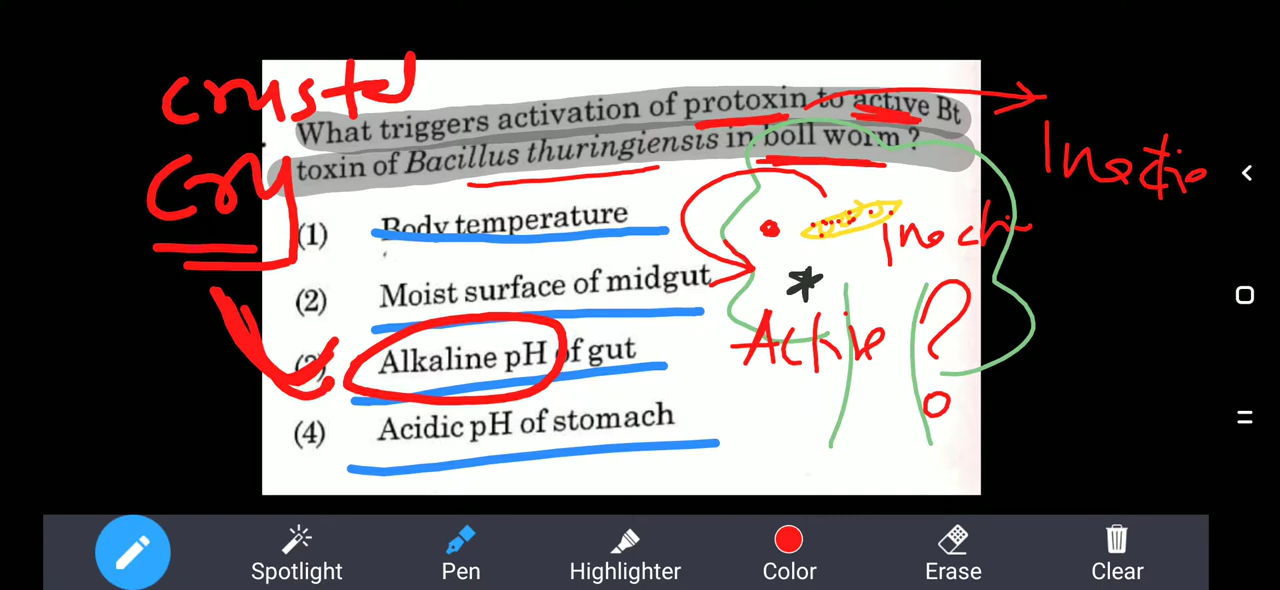 crystal
What triggers activation of protoxin to active Bt
toxin of Bacillus thuringiensis in boll worm ?
Cry
(1) Body temperature
(2) Moist surface of midgut
(3) Alkaline pH of gut
(4) Acidic pH of stomach
Active
?
Spotlight
Pen
Highlighter
Color
Erase
Clear